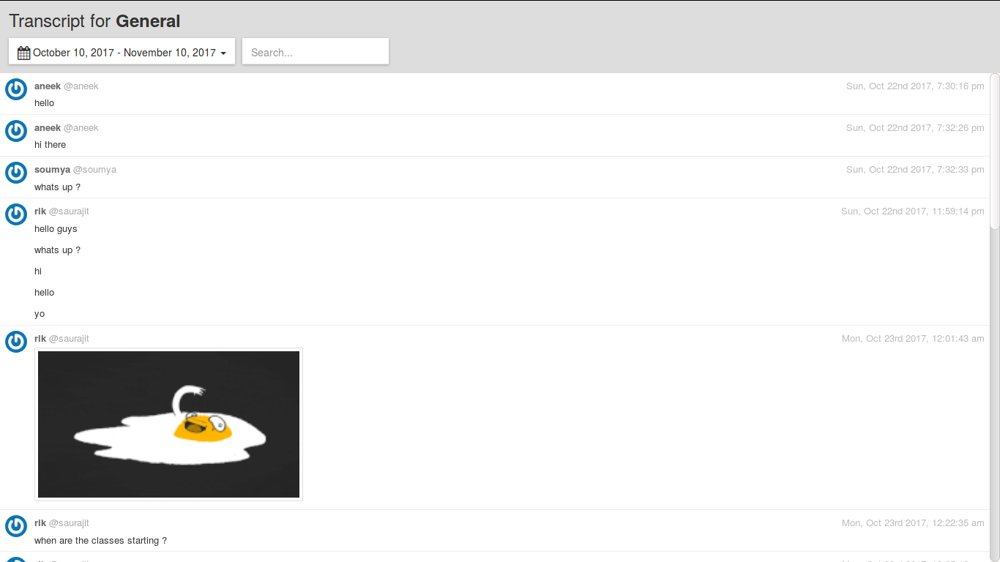 Transcript for General
October 10, 2017 - November 10, 2017
Search...
aneek @aneek Sun, Oct 22nd 2017, 7:30:16 pm
hello
aneek @aneek Sun, Oct 22nd 2017, 7:32:26 pm
hi there
soumya @soumya Sun, Oct 22nd 2017, 7:32:33 pm
whats up ?
rik @saurajit Sun, Oct 22nd 2017, 11:59:14 pm
hello guys
whats up ?
hi
hello
yo
rik @saurajit Mon, Oct 23rd 2017, 12:01:43 am
rik @saurajit Mon, Oct 23rd 2017, 12:22:35 am
when are the classes starting ?